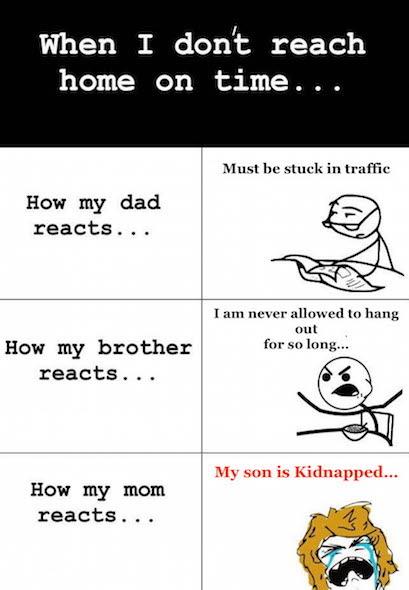 When I don't reach
home on time...
How my dad
reacts...
Must be stuck in traffic
How my brother
reacts...
I am never allowed to hang
out
for so long...
How my mom
reacts...
My son is Kidnapped...